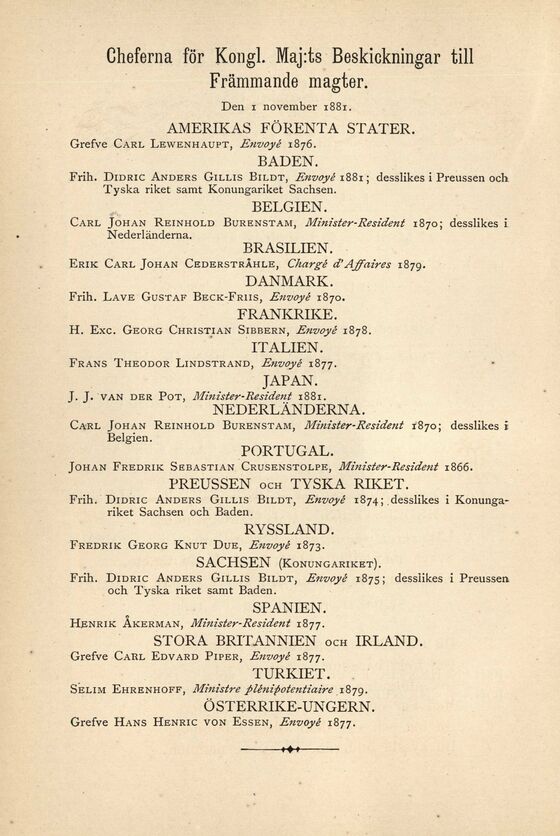 Cheferna för Kongl. Maj:ts Beskickningar till
Främmande magter.
Den 1 november 1881.
AMERIKAS FÖRENTA STATER.
Grefve CARL LEWENHAUPT, Envoyé 1876.
BADEN.
Frih. DIDRIC ANDERS GILLIS BILDT, Envoyé 1881; desslikes i Preussen och
Tyska riket samt Konungariket Sachsen.
BELGIEN.
CARL JOHAN REINHOLD BURENSTAM, Minister-Resident 1870; desslikes i
Nederländerna.
BRASILIEN.
ERIK CARL JOHAN CEDERSTRÅHLE, Chargé d'Affaires 1879.
DANMARK.
Frih. LAVE GUSTAF BECK-FRIIS, Envoyé 1870.
FRANKRIKE.
H. Exc. GEORG CHRISTIAN SIBBERN, Envoyé 1878.
ITALIEN.
FRANS THEODOR LINDSTRAND, Envoyé 1877.
JAPAN.
J. J. VAN DER POT, Minister-Resident 1881.
NEDERLÄNDERNA.
CARL JOHAN REINHOLD BURENSTAM, Minister-Resident 1870; desslikes i
Belgien.
PORTUGAL.
JOHAN FREDRIK SEBASTIAN CRUSENSTOLPE, Minister-Resident 1866.
PREUSSEN OCH TYSKA RIKET.
Frih. DIDRIC ANDERS GILLIS BILDT, Envoyé 1874; desslikes i Konunga-
riket Sachsen och Baden.
RYSSLAND.
FREDRIK GEORG KNUT DUE, Envoyé 1873.
SACHSEN (KONUNGARIKET).
Frih. DIDRIC ANDERS GILLIS BILDT, Envoyé 1875; desslikes i Preussen
och Tyska riket samt Baden.
SPANIEN.
HENRIK ÅKERMAN, Minister-Resident 1877.
STORA BRITANNIEN OCH IRLAND.
Grefve CARL EDVARD PIPER, Envoyé 1877.
TURKIET.
SELIM EHRENHOFF, Ministre plénipotentiaire 1879.
ÖSTERRIKE-UNGERN.
Grefve HANS HENRIC VON ESSEN, Envoyé 1877.